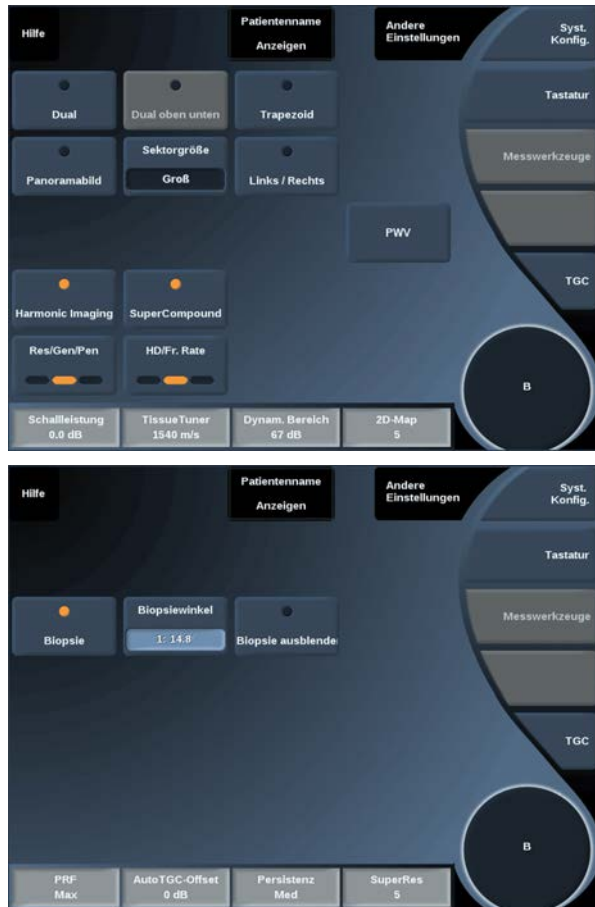 Hilfe
Patientenname
Anzeigen
Andere
Einstellungen
Syst.
Konfig.
Dual
Dual oben unten
Trapezoid
Tastatur
Panoramabild
Sektorgröße
Groß
Links / Rechts
Messwerkzeuge
PWV
TGC
Harmonic Imaging
SuperCompound
Res/Gen/Pen
HD/Fr. Rate
B
Schallleistung
0.0 dB
TissueTuner
1540 m/s
Dynam. Bereich
67 dB
2D-Map
5
Hilfe
Patientenname
Anzeigen
Andere
Einstellungen
Syst.
Konfig.
Tastatur
Biopsie
Biopsiewinkel
1: 14.8
Biopsie ausblende
Messwerkzeuge
TGC
B
PRF
Max
AutoTGC-Offset
0 dB
Persistenz
Med
SuperRes
5